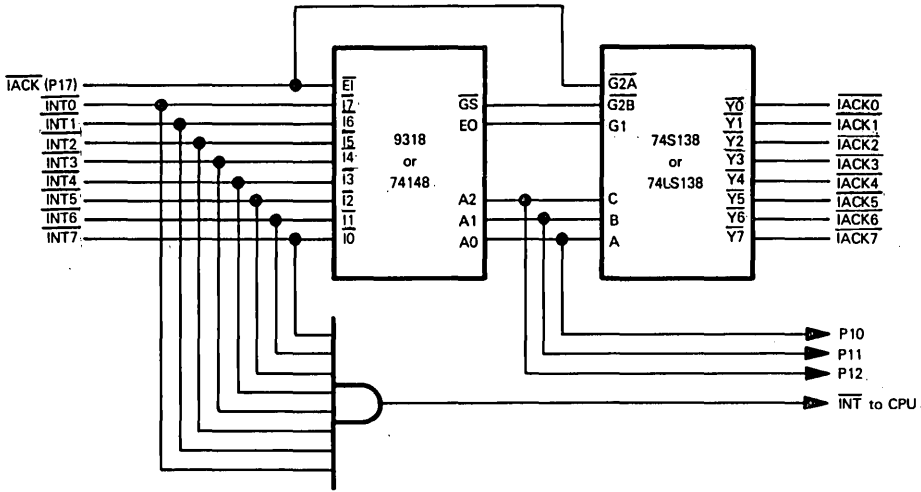 IACK (P17)
INT0
INT1
INT2
INT3
INT4
INT5
INT6
INT7
EI
I7
I6
I5
I4
I3
I2
I1
I0
9318
or
74148
GS
EO
A2
A1
A0
G2A
G2B
G1
C
B
A
74S138
or
74LS138
Y0
Y1
Y2
Y3
Y4
Y5
Y6
Y7
IACK0
IACK1
IACK2
IACK3
IACK4
IACK5
IACK6
IACK7
P10
P11
P12
INT to CPU